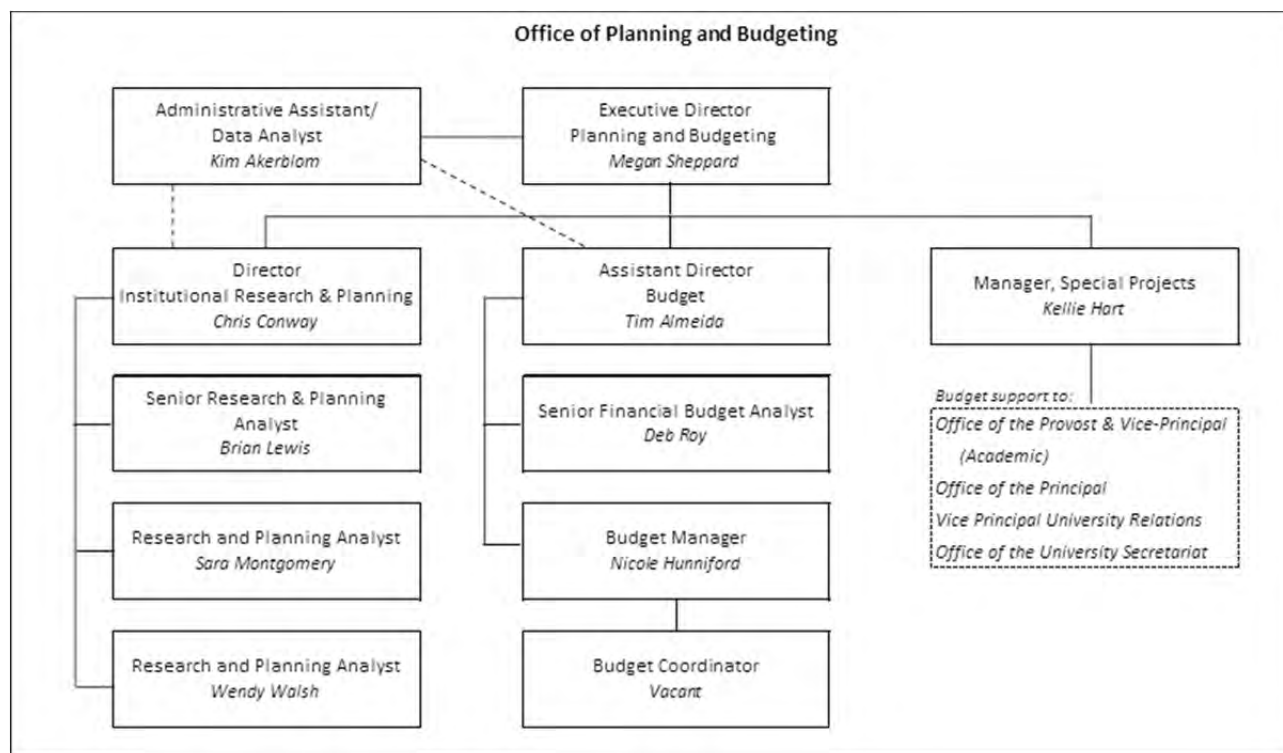 Office of Planning and Budgeting
Administrative Assistant/
Data Analyst
Kim Akerblom
Executive Director
Planning and Budgeting
Megan Sheppard
Director
Institutional Research & Planning
Chris Conway
Assistant Director
Budget
Tim Almeida
Manager, Special Projects
Kellie Hart
Senior Research & Planning
Analyst
Brian Lewis
Senior Financial Budget Analyst
Deb Roy
Budget support to:
Office of the Provost & Vice-Principal
(Academic)
Office of the Principal
Vice Principal University Relations
Office of the University Secretariat
Research and Planning Analyst
Sara Montgomery
Budget Manager
Nicole Hunniford
Research and Planning Analyst
Wendy Walsh
Budget Coordinator
Vacant